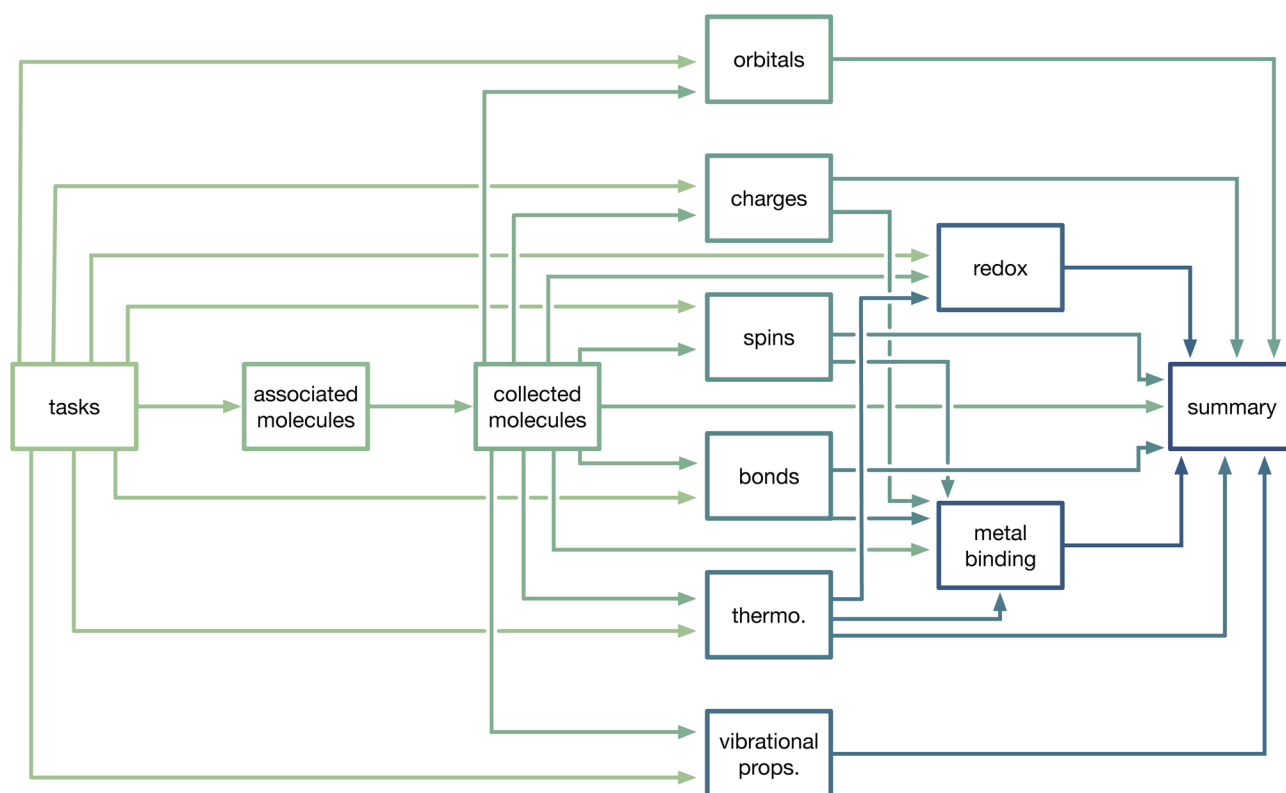 orbitals
charges
redox
spins
tasks
associated
molecules
collected
molecules
summary
bonds
metal
binding
thermo.
vibrational
props.